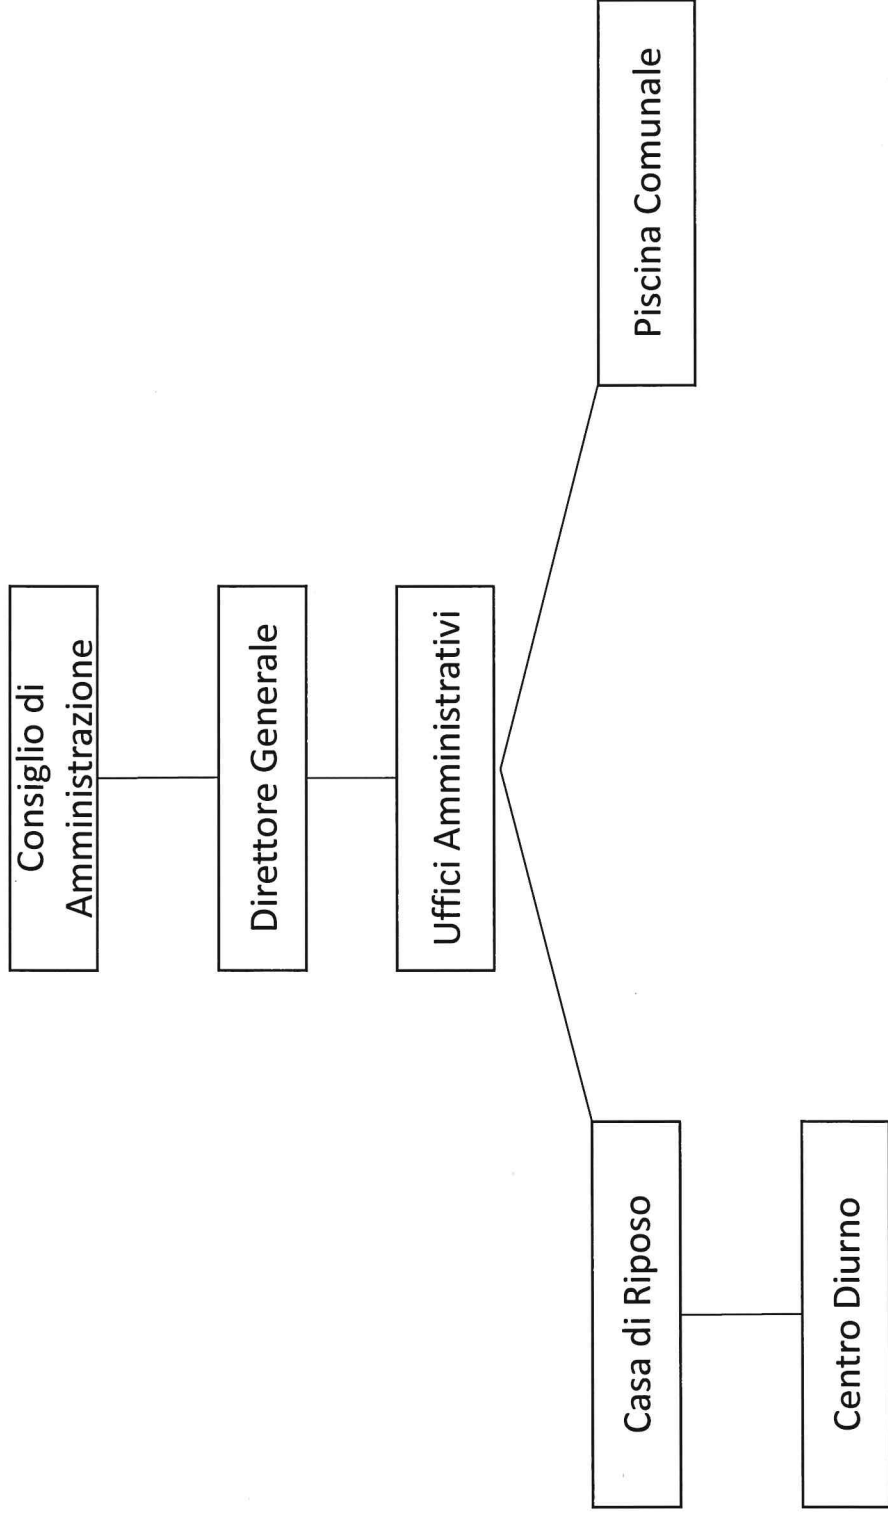 Consiglio di
Amministrazione
Direttore Generale
Uffici Amministrativi
Casa di Riposo
Piscina Comunale
Centro Diurno